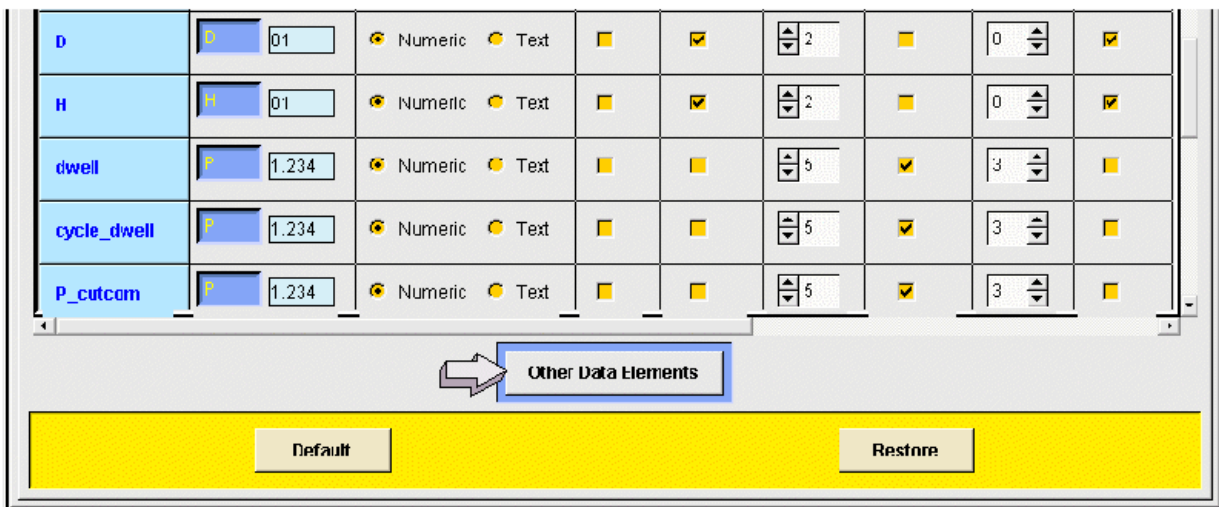 D D 01 Numeric Text 2 0
H H 01 Numeric Text 2 0
dwell P 1.234 Numeric Text 5 3
cycle_dwell P 1.234 Numeric Text 5 3
P_cutcom P 1.234 Numeric Text 5 3
Other Data Elements
Default Restore